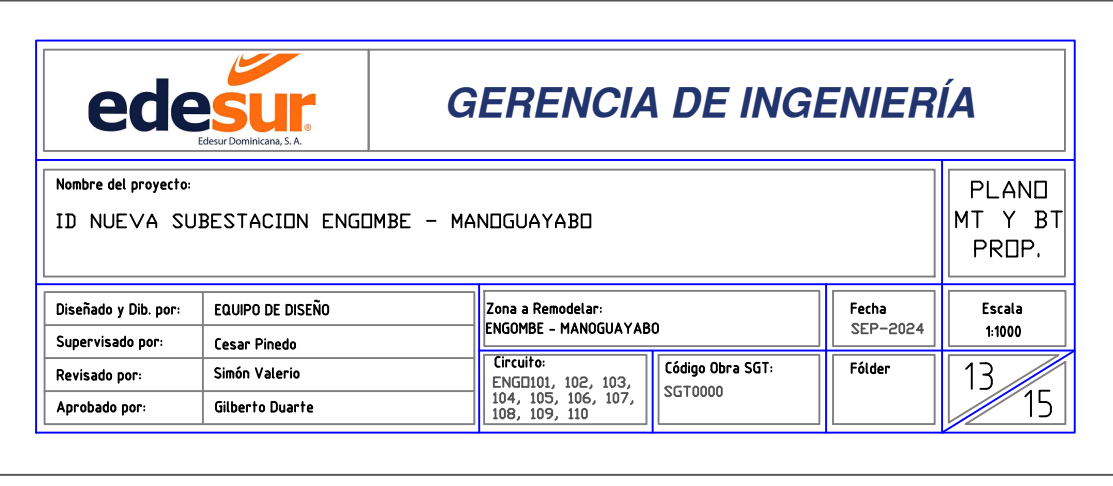 edesur
Edesur Dominicana, S. A.
GERENCIA DE INGENIERÍA
Nombre del proyecto:
ID NUEVA SUBESTACION ENGOMBE - MANOGUAYABO
PLANO
MT Y BT
PROP.
Diseñado y Dib. por:
EQUIPO DE DISEÑO
Supervisado por:
Cesar Pinedo
Revisado por:
Simón Valerio
Aprobado por:
Gilberto Duarte
Zona a Remodelar:
ENGOMBE - MANOGUAYABO
Fecha
SEP-2024
Escala
1:1000
Circuito:
ENGO101, 102, 103,
104, 105, 106, 107,
108, 109, 110
Código Obra SGT:
SGT0000
Fólder
13
15